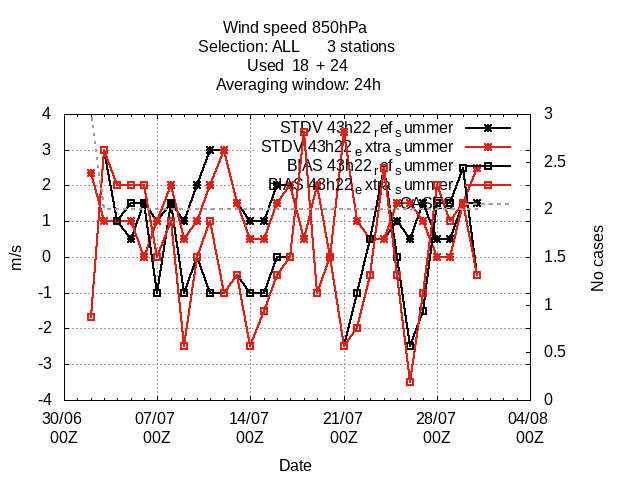 Wind speed 850hPa
Selection: ALL 3 stations
Used 18 + 24
Averaging window: 24h
4
3
2
1
0
-1
-2
-3
-4
m/s
3
2.5
2
1.5
1
0.5
0
No cases
STDV 43h22_ref_summer
STDV 43h22_extra_summer
BIAS 43h22_ref_summer
BIAS 43h22_extra_summer
CASES
30/06 07/07 14/07 21/07 28/07 04/08
00Z 00Z 00Z 00Z 00Z 00Z
Date